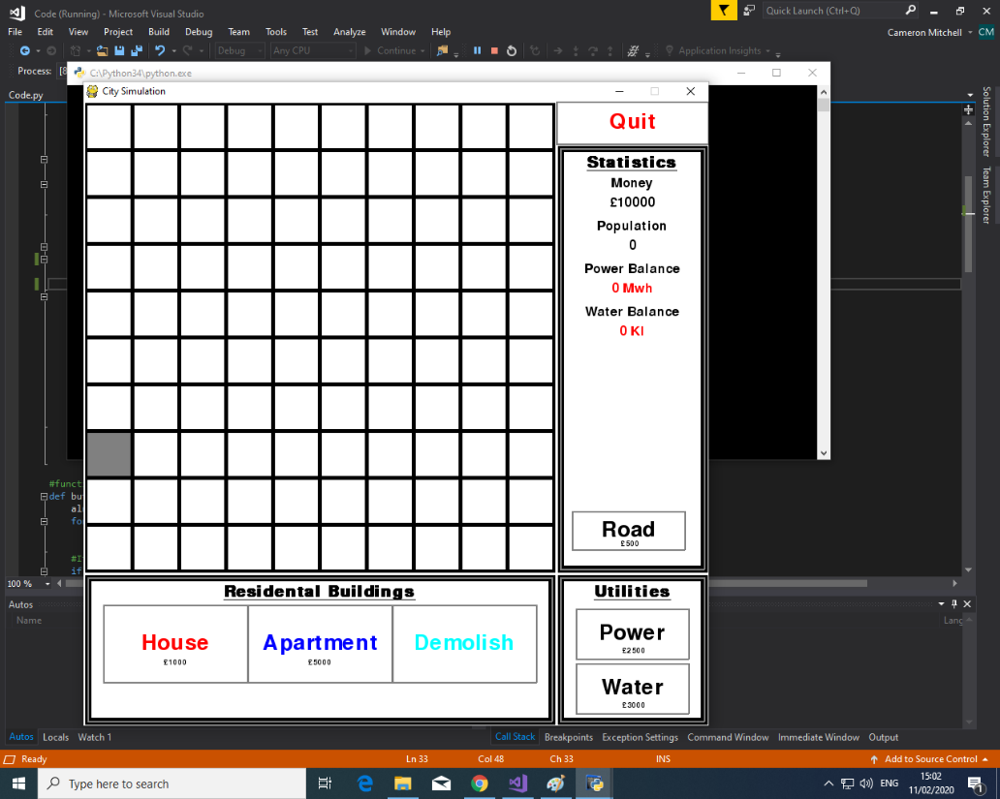 Code (Running) - Microsoft Visual Studio
Quick Launch (Ctrl+Q)
File Edit View Project Build Debug Team Tools Test Analyze Window Help
Cameron Mitchell CM
Debug Any CPU Continue Application Insights
Process: [8
C:\Python34\python.exe
Code.py
City Simulation
Solution Explorer
Team Explorer
Quit
Statistics
Money
£10000
Population
0
Power Balance
0 Mwh
Water Balance
0 Kl
Road
£500
#funct
def bu
al
fo
#I
if
100 %
Residental Buildings
House
£1000
Apartment
£5000
Demolish
Utilities
Power
£2500
Water
£3000
Autos
Name
Lang
Autos Locals Watch 1
Call Stack Breakpoints Exception Settings Command Window Immediate Window Output
Ready Ln 33 Col 48 Ch 33 INS Add to Source Control
Type here to search
ENG
15:02
11/02/2020
1